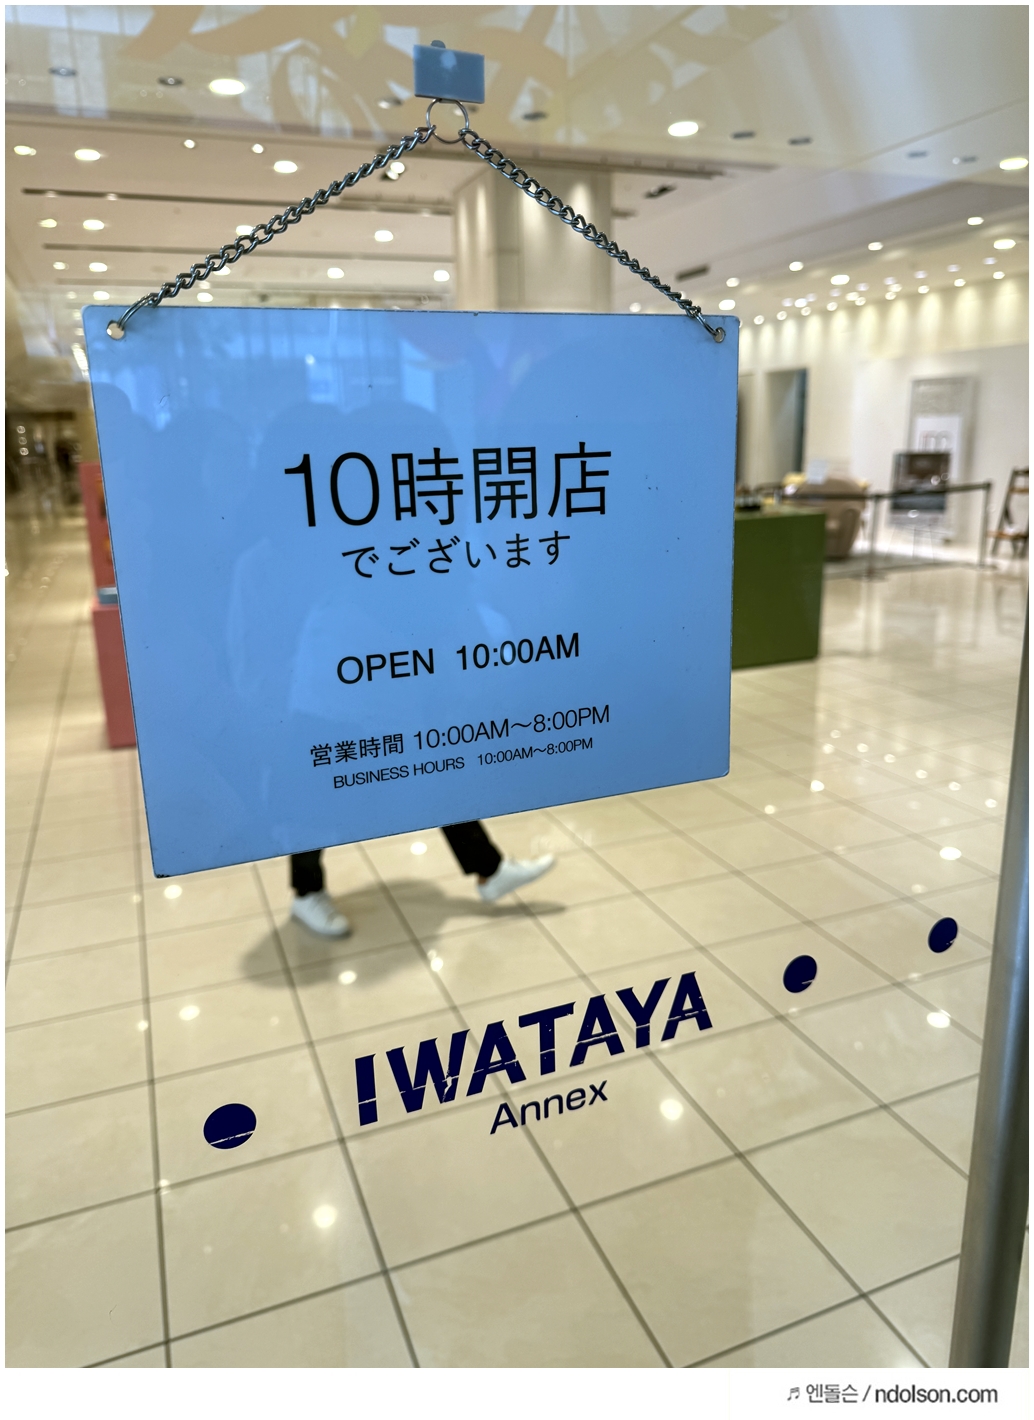 10時開店
でございます
OPEN 10:00AM
営業時間 10:00AM～8:00PM
BUSINESS HOURS 10:00AM～8:00PM
IWATAYA
Annex
♬ 엔돌슨 / ndolson.com